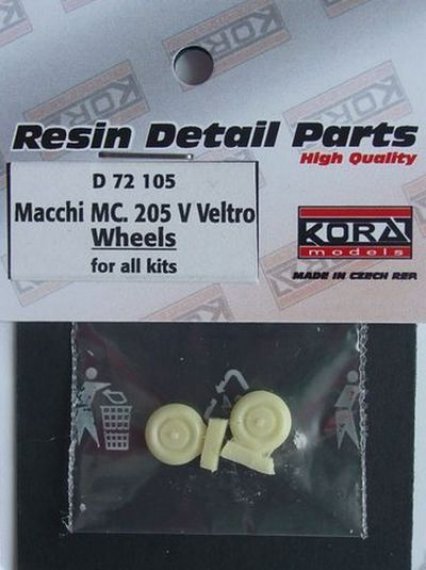 Resin Detail Parts
High Quality
D 72 105
Macchi MC. 205 V Veltro
Wheels
for all kits
KORA
models
MADE IN CZECH REP.